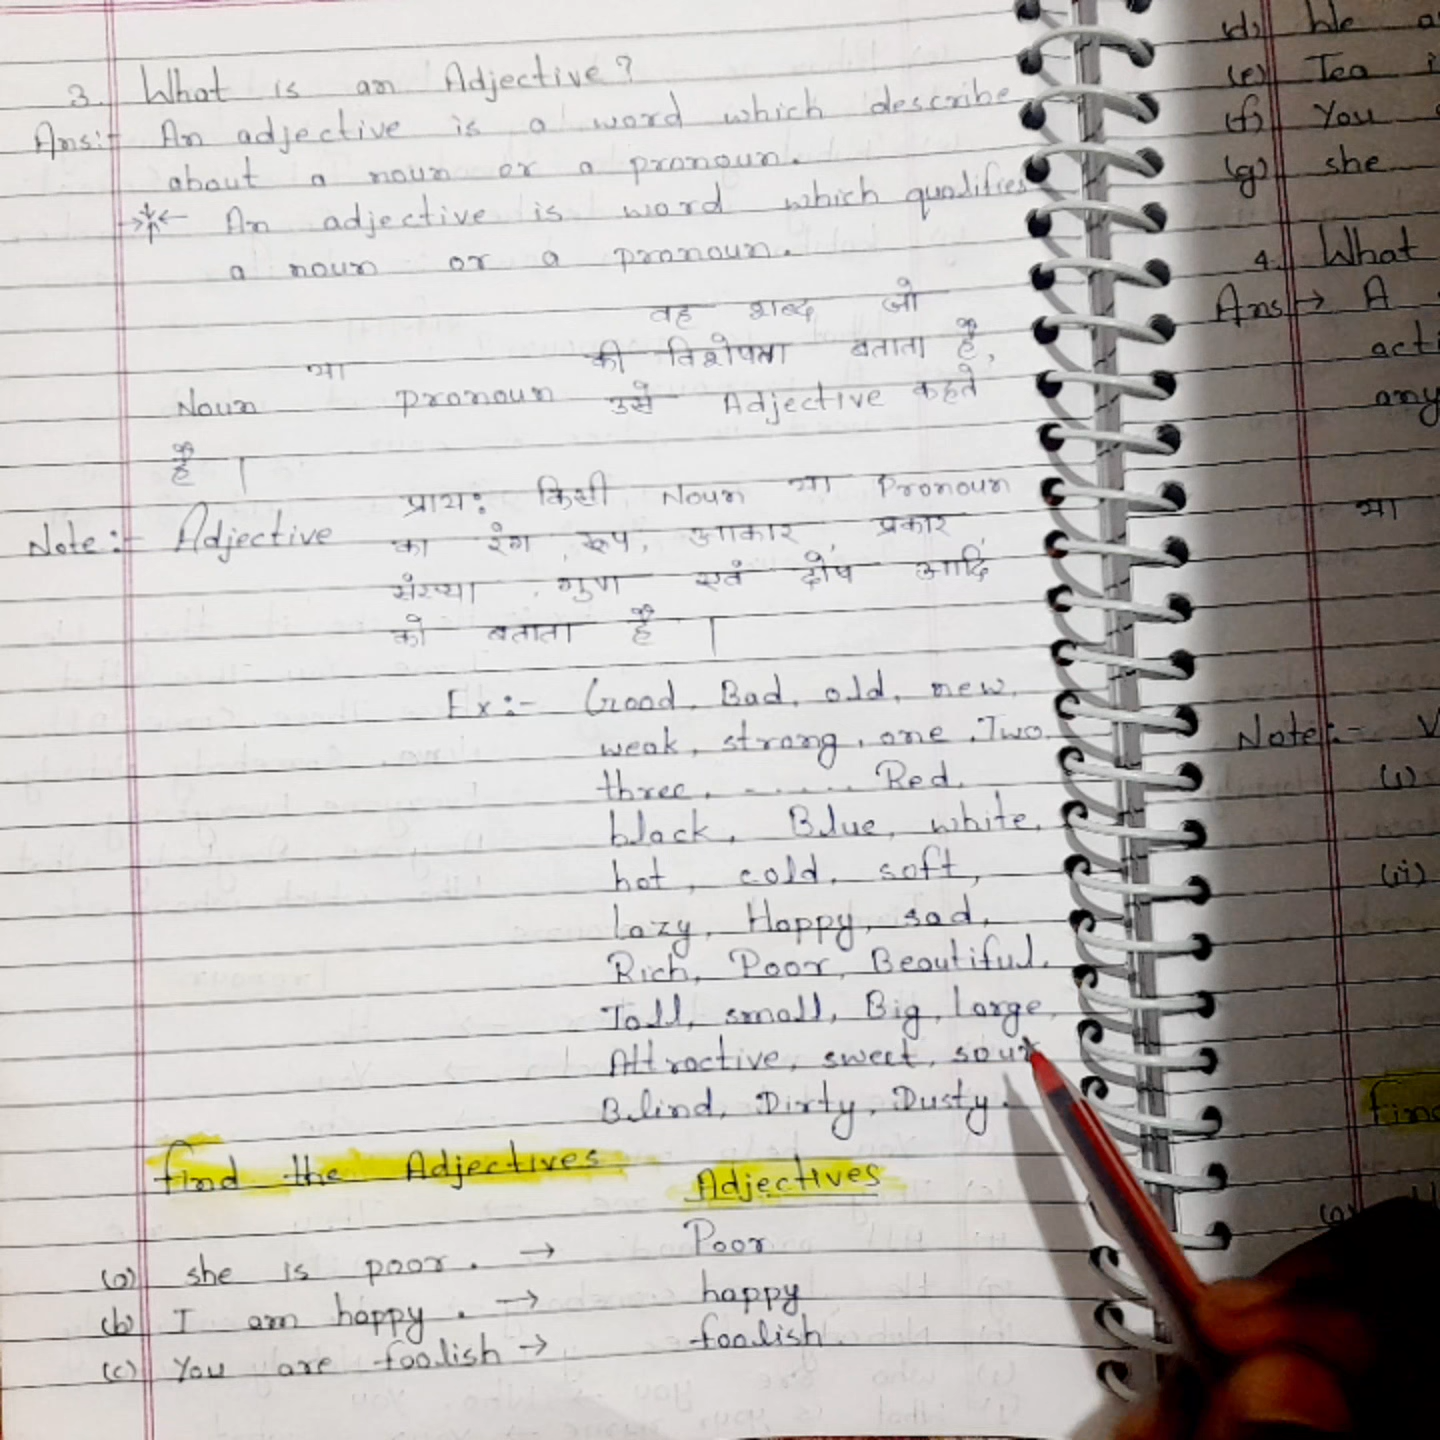 3. What is an Adjective?
Ans:- An adjective is a word which describe
about a noun or a pronoun.
An adjective is word which qualifies
a noun or a pronoun.
वह शब्द जो
Noun या Pronoun की विशेषता बताता है,
उसे Adjective कहते
हैं |
Note:- Adjective प्रायः किसी Noun या Pronoun
का रंग, रूप, आकार, प्रकार,
संख्या, गुण एवं दोष आदि
को बताता है |
Ex:- Good, Bad, old, new,
weak, strong, one, Two
three, ...... Red,
black, Blue, white,
hot, cold, soft,
lazy, Happy, sad,
Rich, Poor, Beautiful,
Tall, small, Big, large,
Attractive, sweet, sour
Blind, Dirty, Dusty.
find the Adjectives Adjectives
(a) she is poor. → Poor
(b) I am happy. → happy
(c) You are foolish → foolish.
(d) We
(e) Tea
(f) You
(g) she
4. What
Ans → A
acti
any
या
Note:-
(i)
(ii)
find
(a)